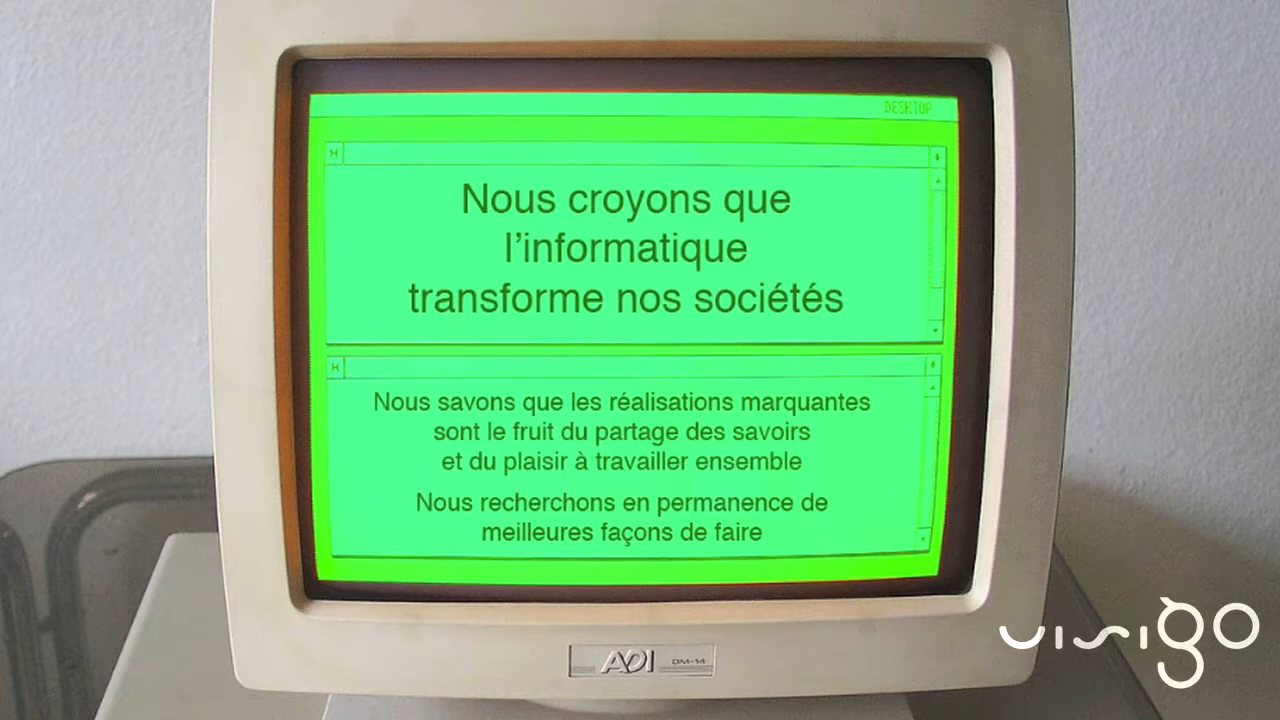 DESKTOP
Nous croyons que
l’informatique
transforme nos sociétés
Nous savons que les réalisations marquantes
sont le fruit du partage des savoirs
et du plaisir à travailler ensemble
Nous recherchons en permanence de
meilleures façons de faire
ADI DM-14
visigo